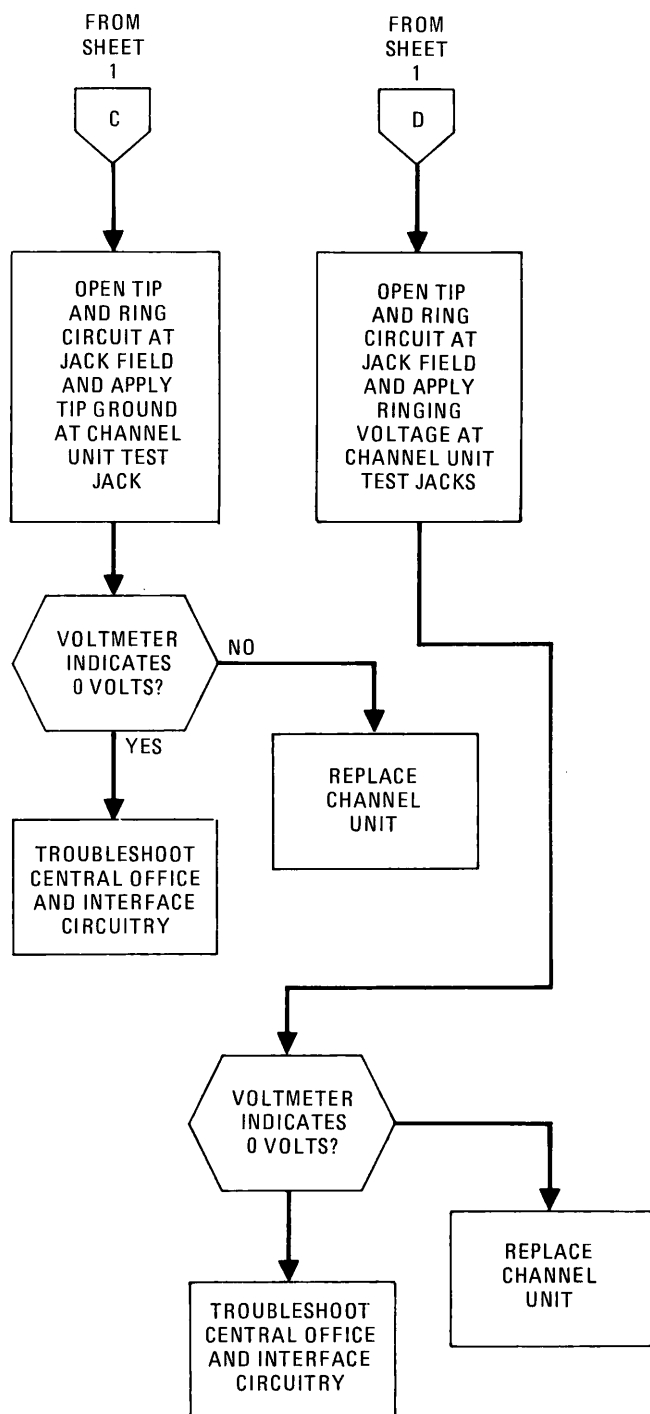 FROM
SHEET
1
C
OPEN TIP
AND RING
CIRCUIT AT
JACK FIELD
AND APPLY
TIP GROUND
AT CHANNEL
UNIT TEST
JACK
VOLTMETER
INDICATES
0 VOLTS?
NO
YES
REPLACE
CHANNEL
UNIT
TROUBLESHOOT
CENTRAL OFFICE
AND INTERFACE
CIRCUITRY
FROM
SHEET
1
D
OPEN TIP
AND RING
CIRCUIT AT
JACK FIELD
AND APPLY
RINGING
VOLTAGE AT
CHANNEL UNIT
TEST JACKS
VOLTMETER
INDICATES
0 VOLTS?
REPLACE
CHANNEL
UNIT
TROUBLESHOOT
CENTRAL OFFICE
AND INTERFACE
CIRCUITRY